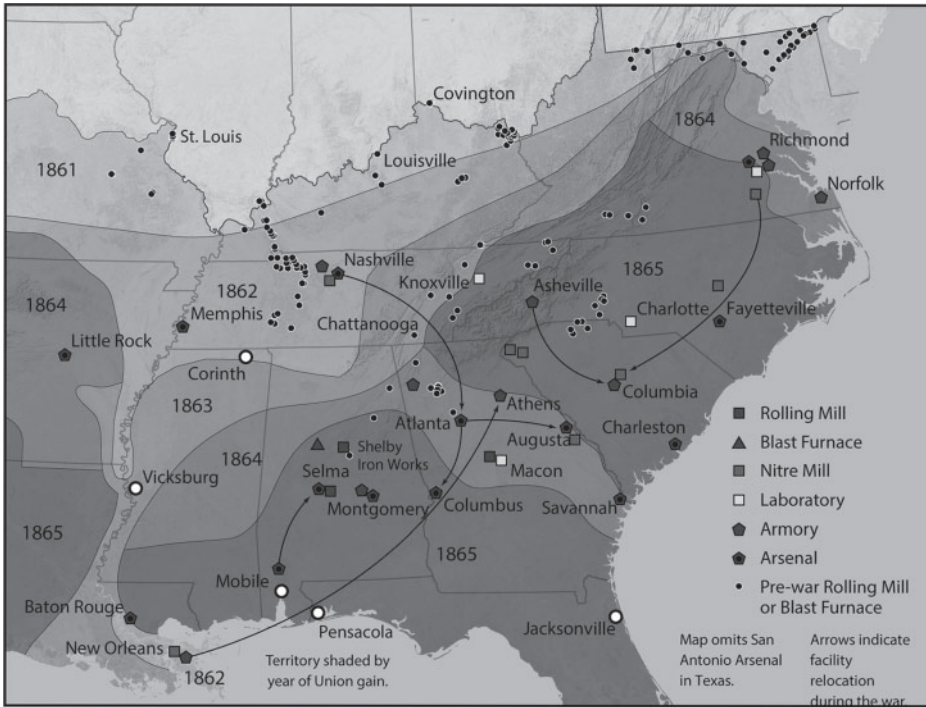 Covington
St. Louis
1864
Richmond
Louisville
1861
Norfolk
Nashville
Knoxville
Asheville
1865
1862
1864
Memphis
Charlotte
Fayetteville
Chattanooga
Little Rock
Corinth
Columbia
1863
Athens
Atlanta
Augusta
Charleston
1864
Shelby
Iron Works
Selma
Macon
Vicksburg
Montgomery
Columbus
Savannah
1865
1865
Mobile
Baton Rouge
Pensacola
Jacksonville
New Orleans
1862
Territory shaded by
year of Union gain.
Rolling Mill
Blast Furnace
Nitre Mill
Laboratory
Armory
Arsenal
Pre-war Rolling Mill
or Blast Furnace
Map omits San
Antonio Arsenal
in Texas.
Arrows indicate
facility
relocation
during the war.